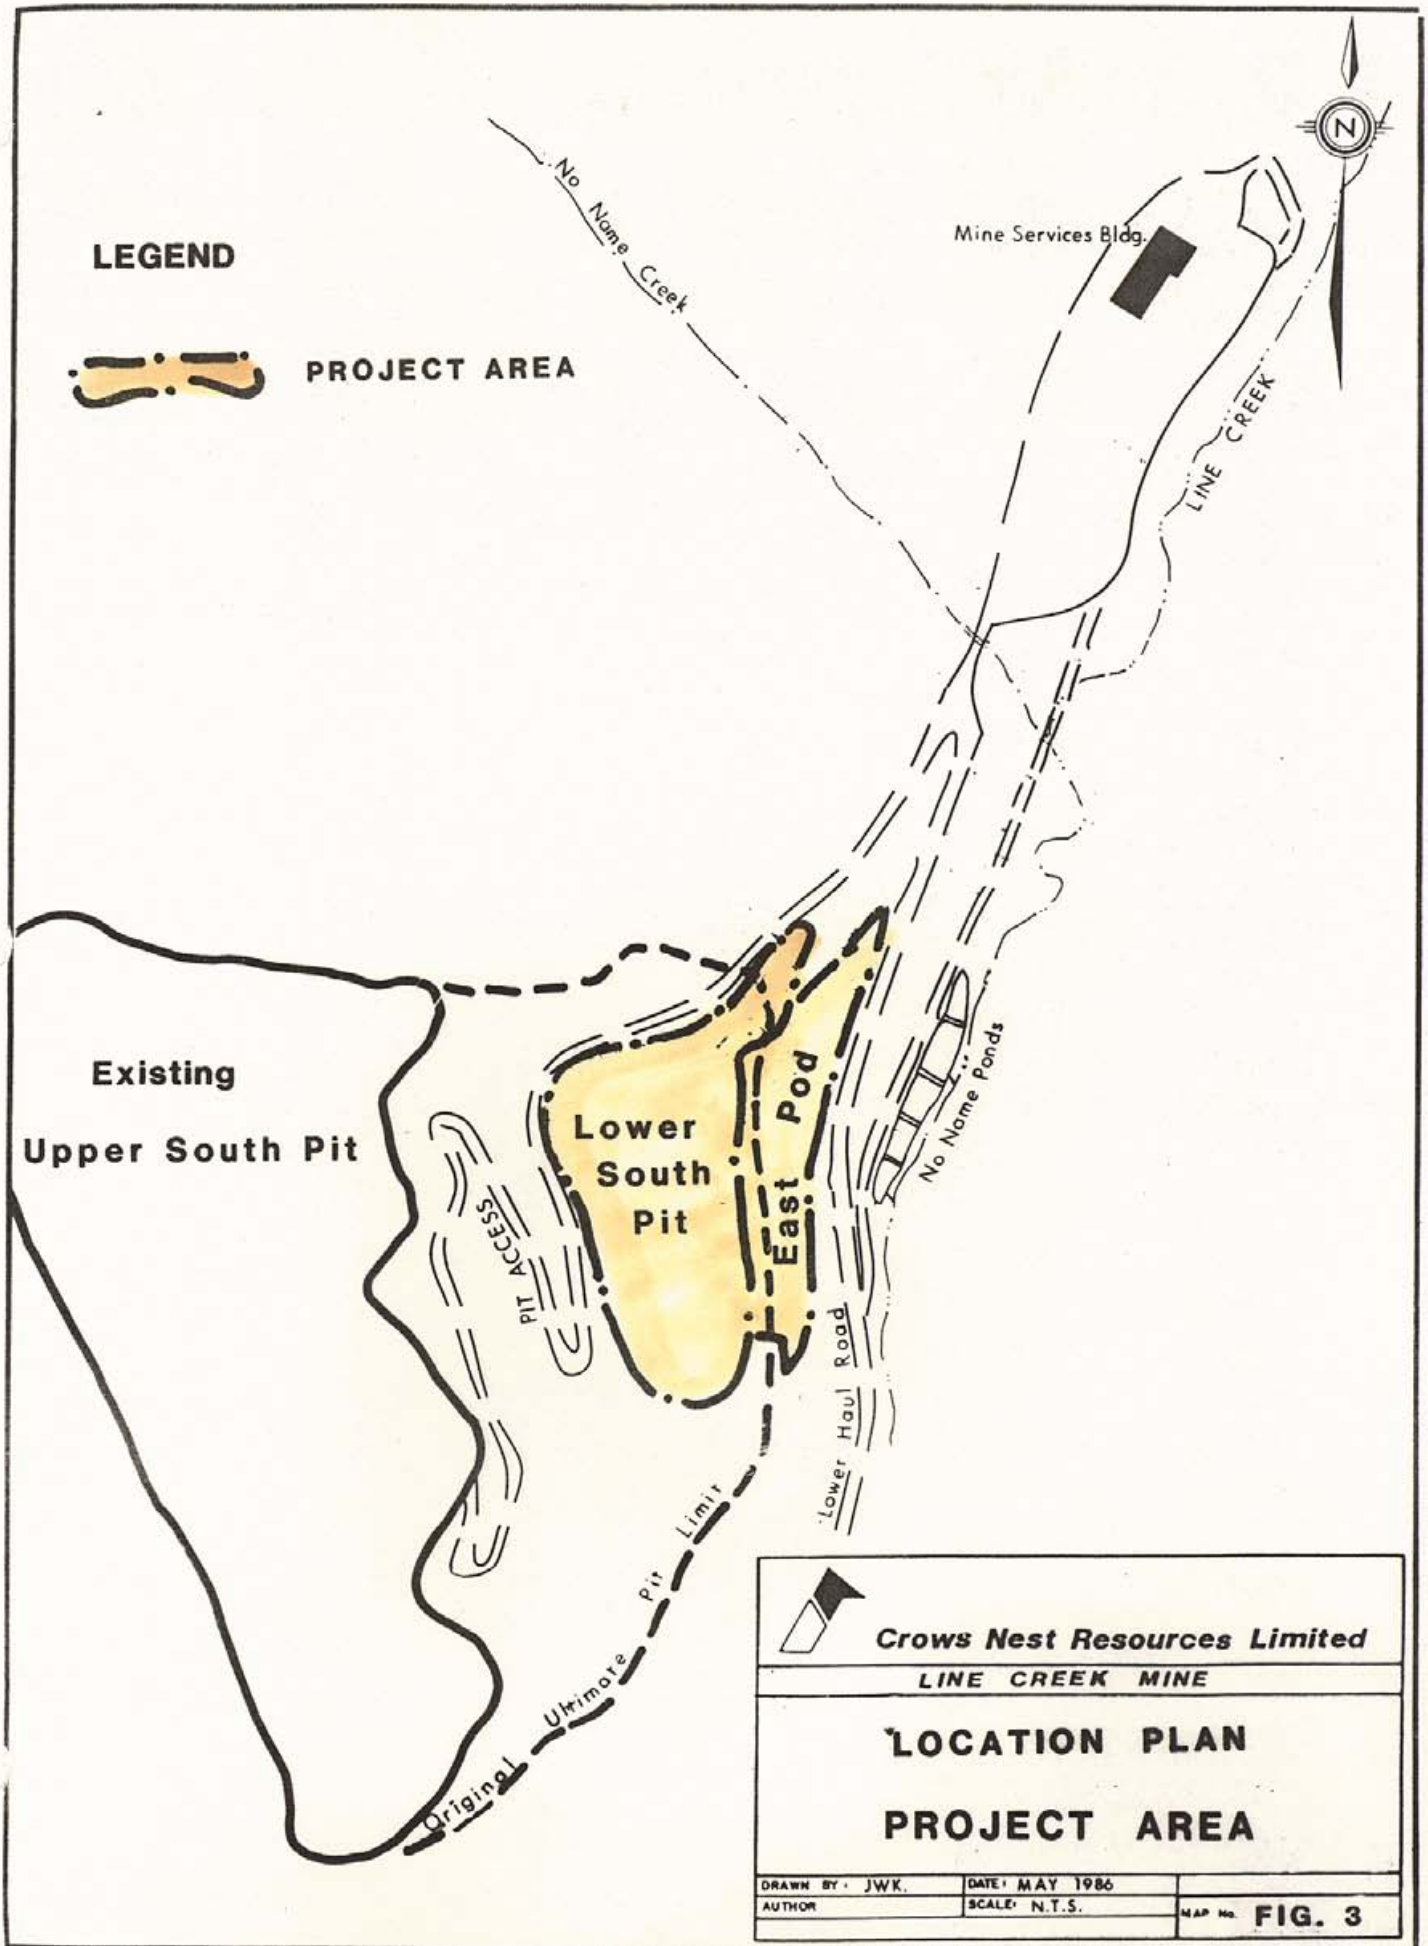 N
No Name Creek
Mine Services Bldg.
LEGEND
PROJECT AREA
LINE CREEK
Existing
Upper South Pit
Lower
South
Pit
East Pod
No Name Ponds
PIT ACCESS
Lower Haul Road
Original Ultimate Pit Limit
Crows Nest Resources Limited
LINE CREEK MINE
LOCATION PLAN
PROJECT AREA
DRAWN BY: JWK. DATE: MAY 1986
AUTHOR SCALE: N.T.S. MAP No. FIG. 3